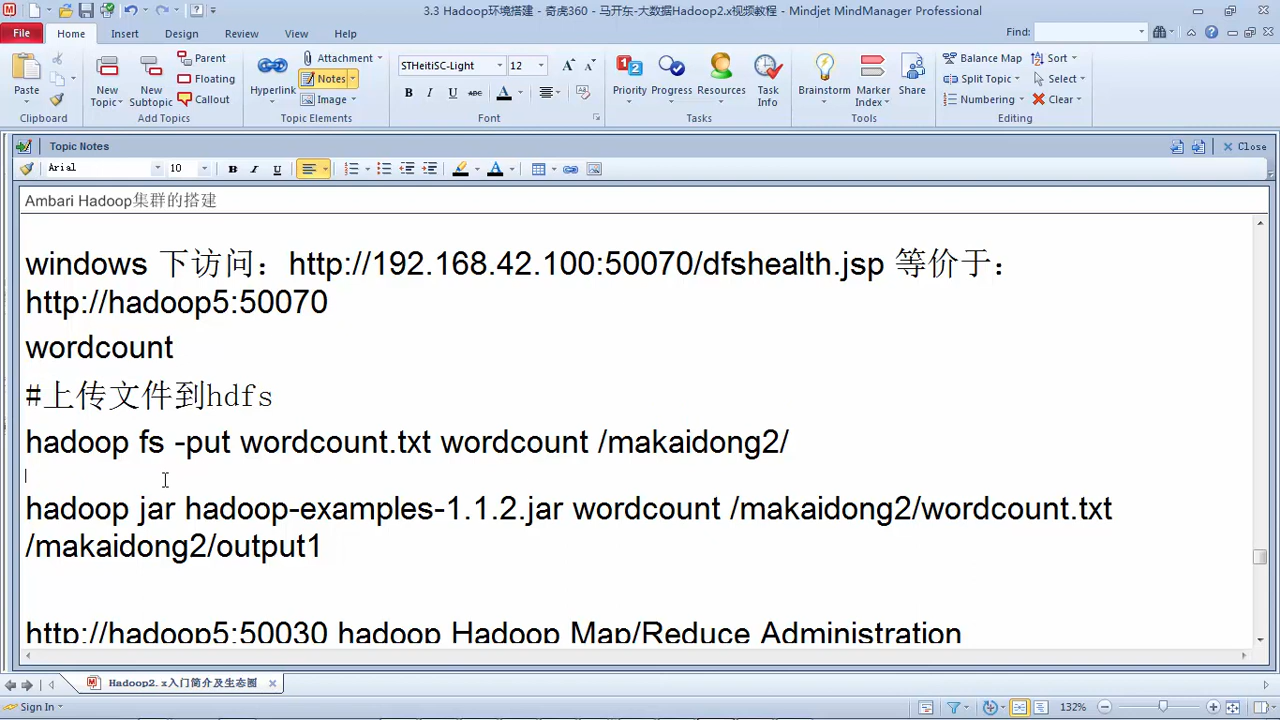 3.3 Hadoop环境搭建 - 奇虎360 - 马开东-大数据Hadoop2.x视频教程 - Mindjet MindManager Professional
File Home Insert Design Review View Help Find:
Paste
Clipboard
New Topic
New Subtopic
Parent
Floating
Callout
Add Topics
Hyperlink
Attachment
Notes
Image
Topic Elements
STHeitiSC-Light 12
B I U ABC A
Font
Priority Progress Resources Task Info
Tasks
Brainstorm Marker Index Share
Tools
Balance Map Sort
Split Topic Select
Numbering Clear
Editing
Topic Notes Close
Arial 10 B I U A
Ambari Hadoop集群的搭建
windows 下访问：http://192.168.42.100:50070/dfshealth.jsp 等价于：
http://hadoop5:50070
wordcount
#上传文件到hdfs
hadoop fs -put wordcount.txt wordcount /makaidong2/
hadoop jar hadoop-examples-1.1.2.jar wordcount /makaidong2/wordcount.txt
/makaidong2/output1
http://hadoop5:50030 hadoop Hadoop Map/Reduce Administration
Hadoop2.x入门简介及生态圈
Sign In 132%